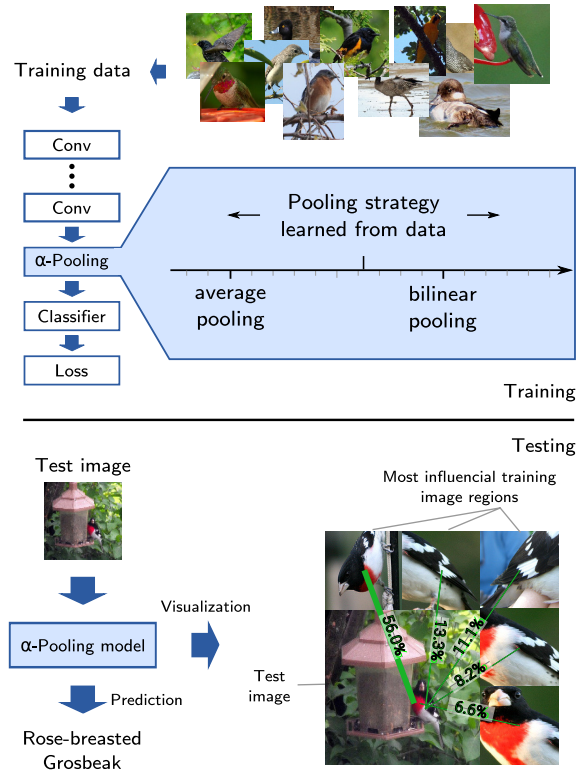 Training data
Conv
Conv
α-Pooling
Classifier
Loss
Pooling strategy
learned from data
average
pooling
bilinear
pooling
Training
Testing
Test image
Visualization
α-Pooling model
Prediction
Rose-breasted
Grosbeak
Most influencial training
image regions
56.0%
13.3%
11.1%
8.2%
6.6%
Test
image